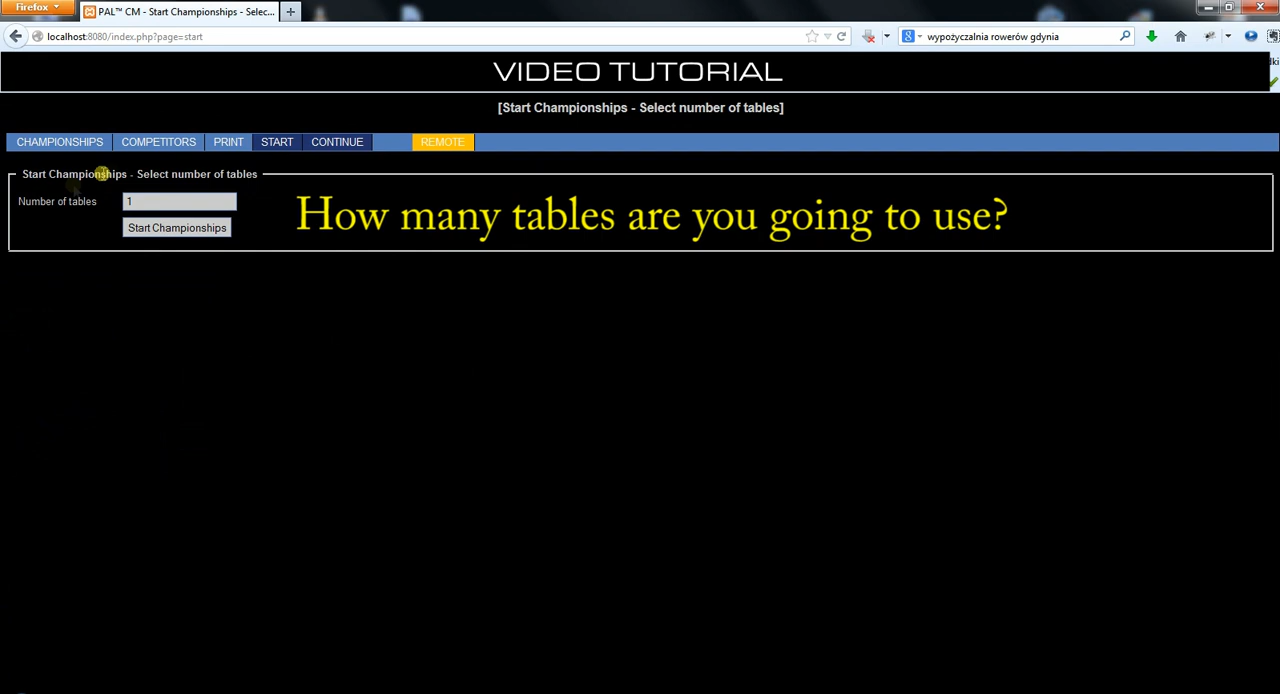 Firefox
PAL™ CM - Start Championships - Selec...
localhost:8080/index.php?page=start
wypożyczalnia rowerów gdynia
VIDEO TUTORIAL
[Start Championships - Select number of tables]
CHAMPIONSHIPS COMPETITORS PRINT START CONTINUE REMOTE
Start Championships - Select number of tables
Number of tables 1
How many tables are you going to use?
Start Championships